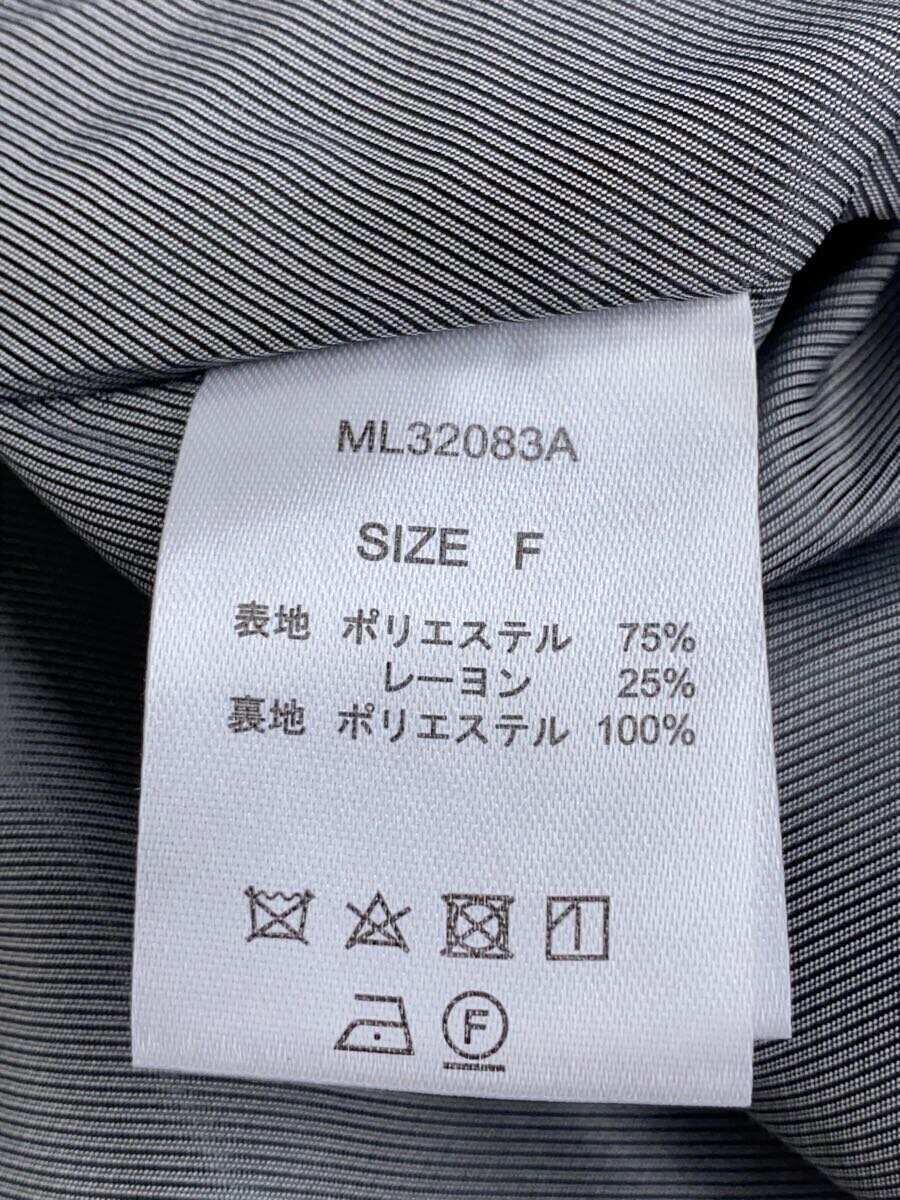 ML32083A
SIZE F
表地 ポリエステル 75%
レーヨン 25%
裏地 ポリエステル 100%
F